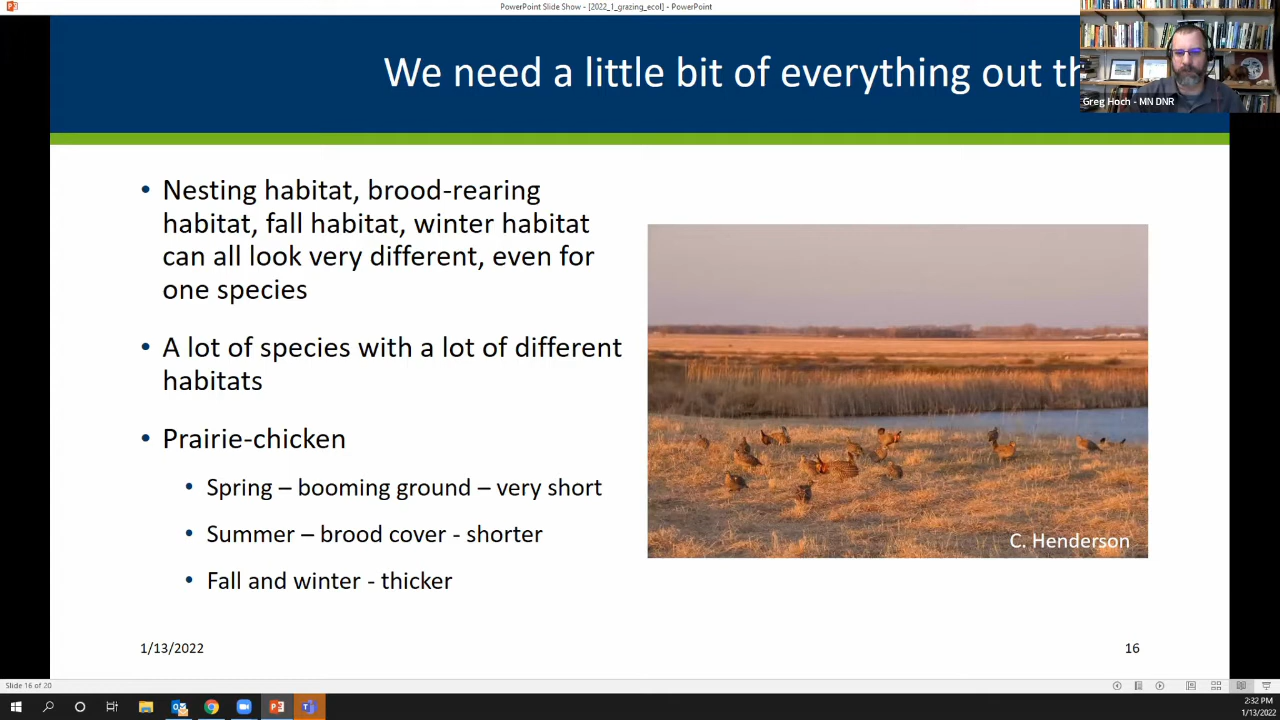 PowerPoint Slide Show - [2022_1_grazing_ecol] - PowerPoint
We need a little bit of everything out th
Greg Hoch - MN DNR
• Nesting habitat, brood-rearing
habitat, fall habitat, winter habitat
can all look very different, even for
one species
• A lot of species with a lot of different
habitats
• Prairie-chicken
• Spring – booming ground – very short
• Summer – brood cover - shorter
• Fall and winter - thicker
C. Henderson
1/13/2022
16
Slide 16 of 20
2:32 PM
1/13/2022